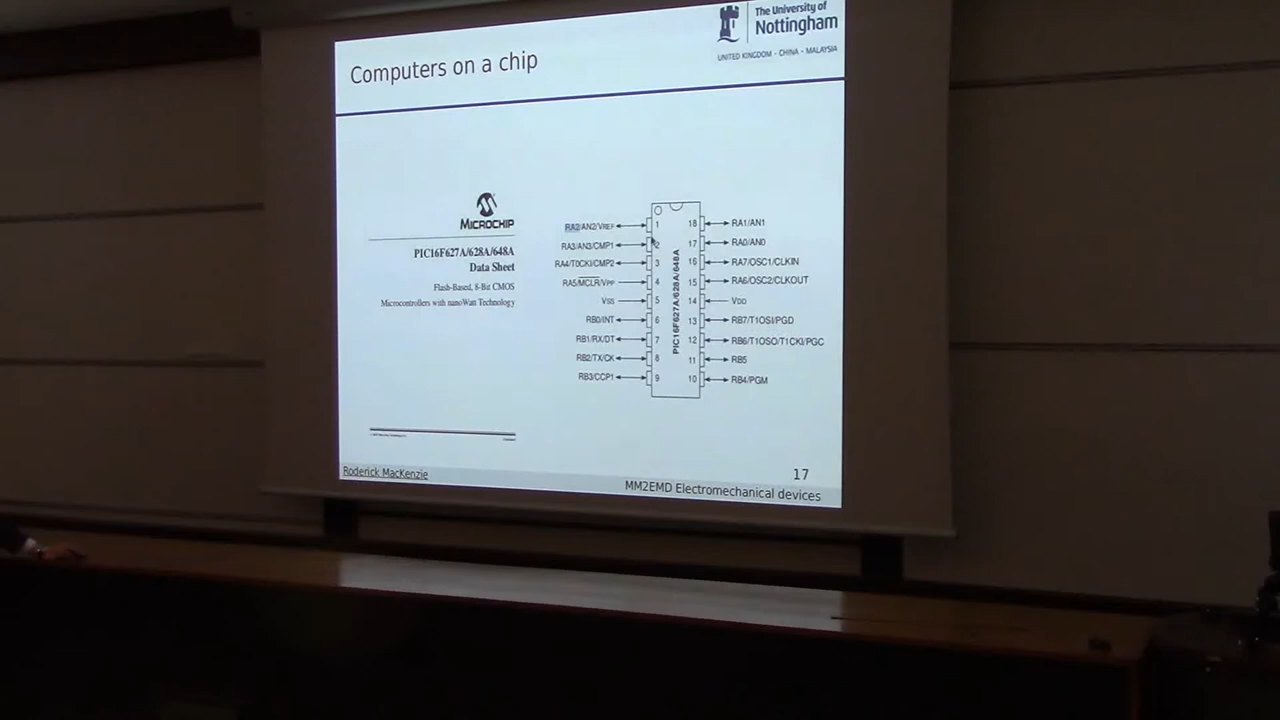 The University of
Nottingham
UNITED KINGDOM · CHINA · MALAYSIA
Computers on a chip
MICROCHIP
PIC16F627A/628A/648A
Data Sheet
Flash-Based, 8-Bit CMOS
Microcontrollers with nanoWatt Technology
RA2/AN2/VREF
RA3/AN3/CMP1
RA4/T0CKI/CMP2
RA5/MCLR/VPP
VSS
RB0/INT
RB1/RX/DT
RB2/TX/CK
RB3/CCP1
1
2
3
4
5
6
7
8
9
PIC16F627A/628A/648A
18
17
16
15
14
13
12
11
10
RA1/AN1
RA0/AN0
RA7/OSC1/CLKIN
RA6/OSC2/CLKOUT
VDD
RB7/T1OSI/PGD
RB6/T1OSO/T1CKI/PGC
RB5
RB4/PGM
Roderick MacKenzie
17
MM2EMD Electromechanical devices